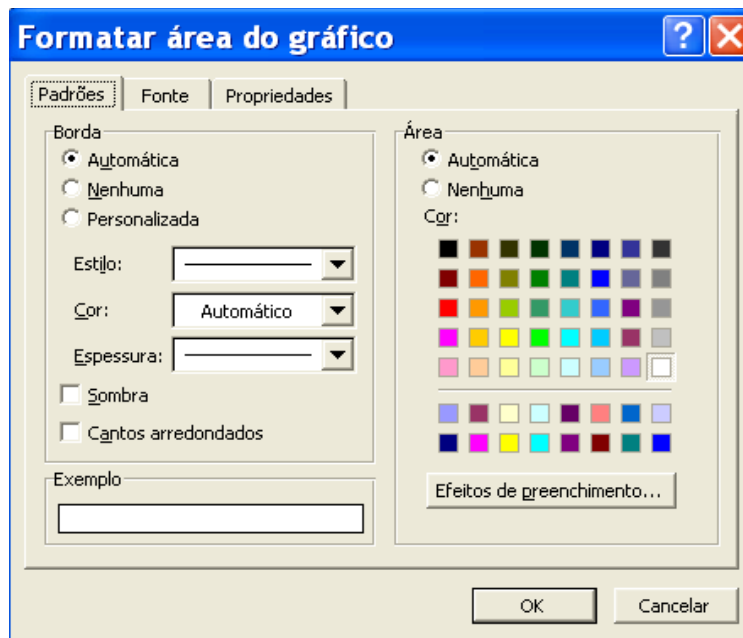 Formatar área do gráfico
Padrões Fonte Propriedades
Borda
Automática
Nenhuma
Personalizada
Estilo:
Cor: Automático
Espessura:
Sombra
Cantos arredondados
Exemplo
Área
Automática
Nenhuma
Cor:
Efeitos de preenchimento...
OK Cancelar